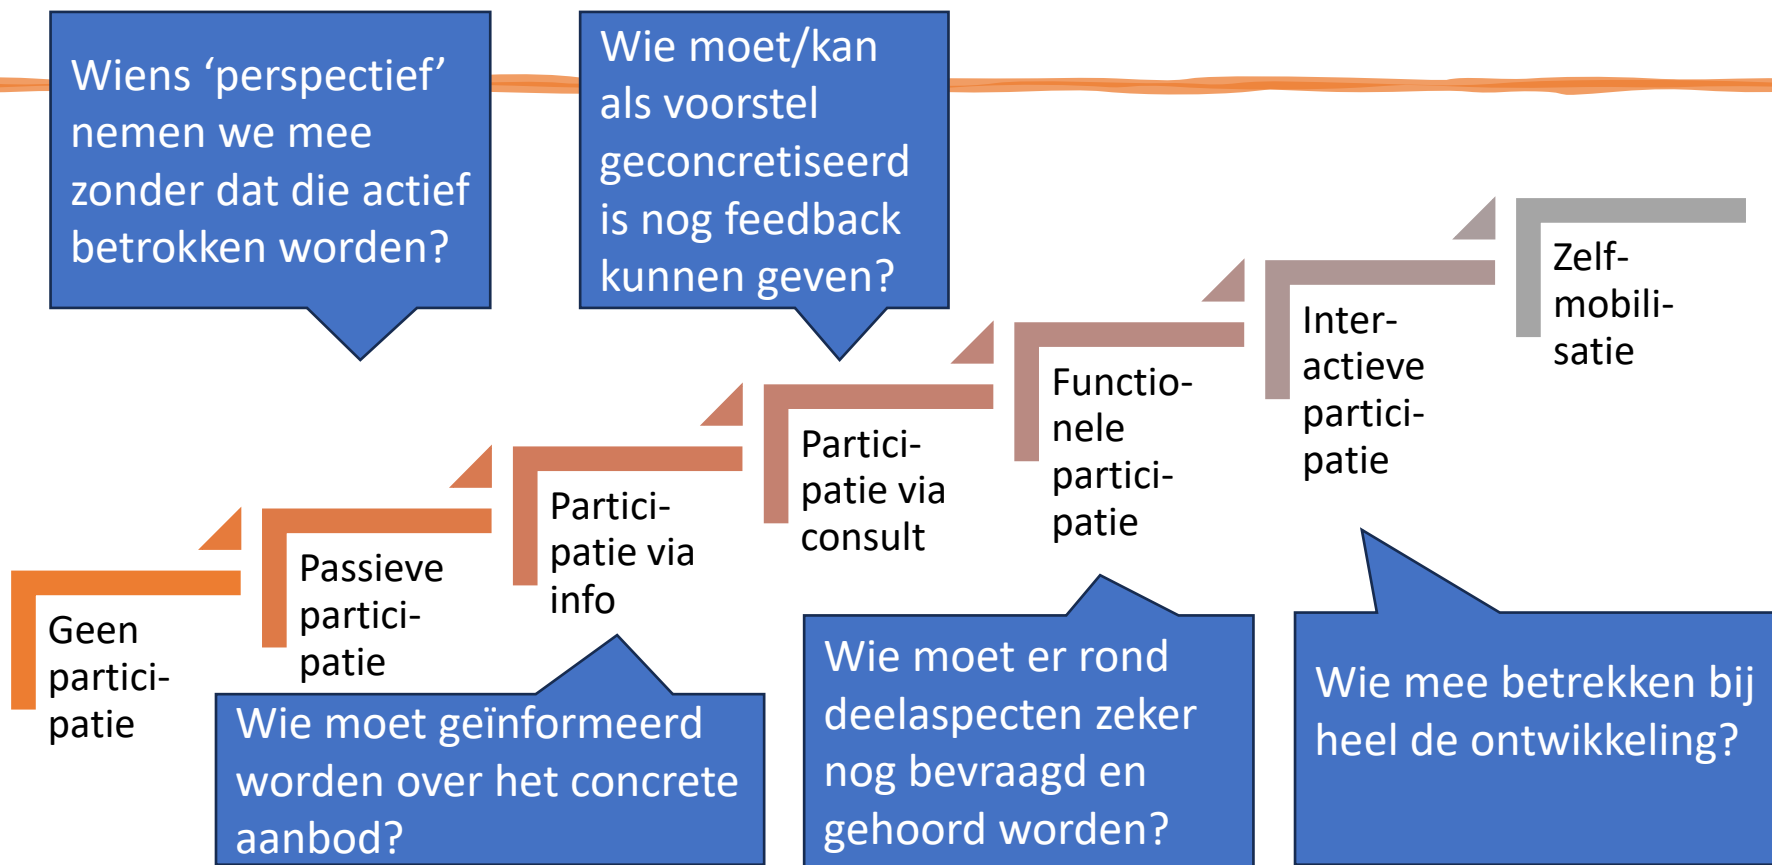 Wiens ‘perspectief’
nemen we mee
zonder dat die actief
betrokken worden?
Wie moet/kan
als voorstel
geconcretiseerd
is nog feedback
kunnen geven?
Geen
partici-
patie
Passieve
partici-
patie
Partici-
patie via
info
Partici-
patie via
consult
Functio-
nele
partici-
patie
Inter-
actieve
partici-
patie
Zelf-
mobili-
satie
Wie moet geïnformeerd
worden over het concrete
aanbod?
Wie moet er rond
deelaspecten zeker
nog bevraagd en
gehoord worden?
Wie mee betrekken bij
heel de ontwikkeling?